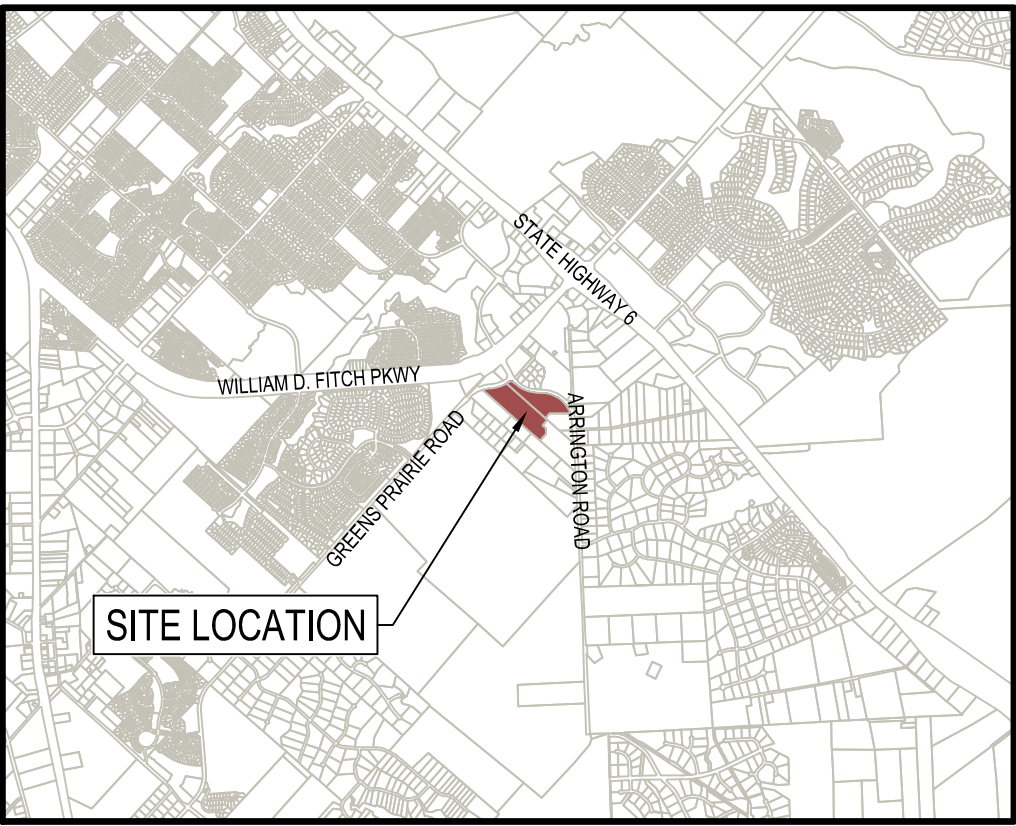 STATE HIGHWAY 6
WILLIAM D. FITCH PKWY
GREENS PRAIRIE ROAD
ARRINGTON ROAD
SITE LOCATION